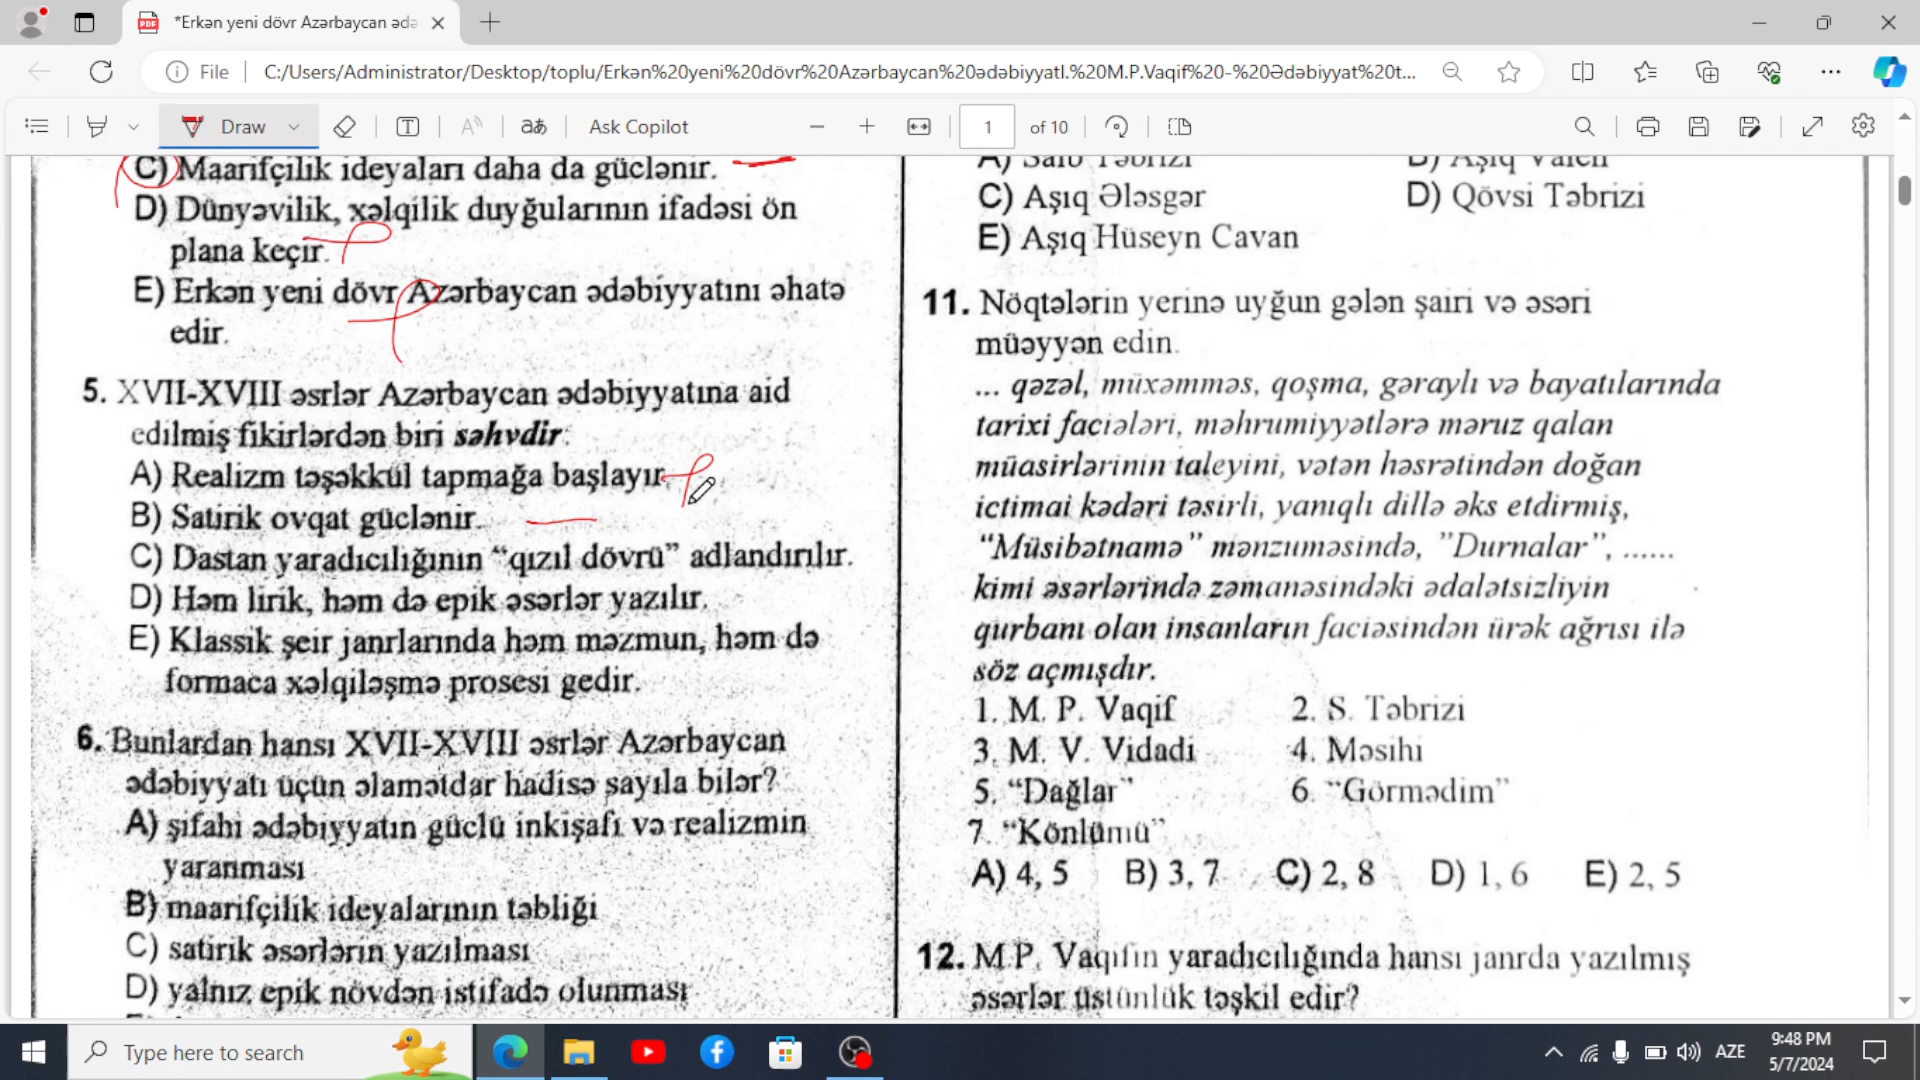 *Erkən yeni dövr Azərbaycan ədə
File
C:/Users/Administrator/Desktop/toplu/Erkən%20yeni%20dövr%20Azərbaycan%20ədəbiyyatI.%20M.P.Vaqif%20-%20Ədəbiyyat%20t...
Draw
Ask Copilot
1 of 10
C) Maarifçilik ideyaları daha da güclənir.
D) Dünyəvilik, xəlqilik duyğularının ifadəsi ön
plana keçir.
E) Erkən yeni dövr Azərbaycan ədəbiyyatını əhatə
edir.
5. XVII-XVIII əsrlər Azərbaycan ədəbiyyatına aid
edilmiş fikirlərdən biri səhvdir:
A) Realizm təşəkkül tapmağa başlayır.
B) Satirik ovqat güclənir.
C) Dastan yaradıcılığının “qızıl dövrü” adlandırılır.
D) Həm lirik, həm də epik əsərlər yazılır.
E) Klassik şeir janrlarında həm məzmun, həm də
formaca xəlqiləşmə prosesi gedir.
6. Bunlardan hansı XVII-XVIII əsrlər Azərbaycan
ədəbiyyatı üçün əlamətdar hadisə sayıla bilər?
A) şifahi ədəbiyyatın güclü inkişafı və realizmin
yaranması
B) maarifçilik ideyalarının təbliği
C) satirik əsərlərin yazılması
D) yalnız epik növdən istifadə olunması
A) Saib Təbrizi
B) Aşıq Valeh
C) Aşıq Ələsgər
D) Qövsi Təbrizi
E) Aşıq Hüseyn Cavan
11. Nöqtələrin yerinə uyğun gələn şairi və əsəri
müəyyən edin.
... qəzəl, müxəmməs, qoşma, gəraylı və bayatılarında
tarixi faciələri, məhrumiyyətlərə məruz qalan
müasirlərinin taleyini, vətən həsrətindən doğan
ictimai kədəri təsirli, yanıqlı dillə əks etdirmiş,
“Müsibətnamə” mənzuməsində, ”Durnalar”, ......
kimi əsərlərində zəmanəsindəki ədalətsizliyin
qurbanı olan insanların faciəsindən ürək ağrısı ilə
söz açmışdır.
1. M. P. Vaqif
2. S. Təbrizi
3. M. V. Vidadi
4. Məsihi
5. “Dağlar”
6. “Görmədim”
7. “Könlümü”
A) 4, 5 B) 3, 7 C) 2, 8 D) 1, 6 E) 2, 5
12. M.P. Vaqifin yaradıcılığında hansı janrda yazılmış
əsərlər üstünlük təşkil edir?
Type here to search
AZE
9:48 PM
5/7/2024